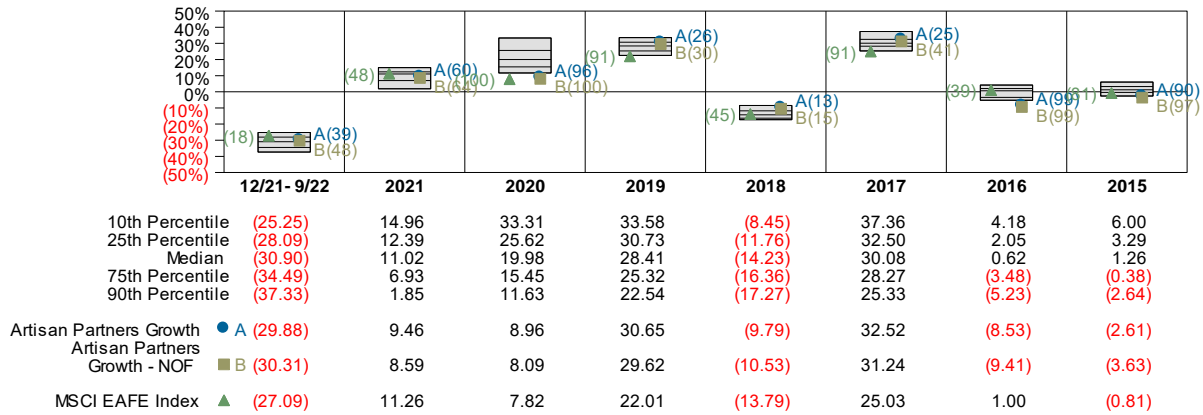 50%
40%
30%
20%
10%
0%
(10%)
(20%)
(30%)
(40%)
(50%)
(18) A(39)
B(48)
(48) A(60)
B(64)
(100) A(96)
B(100)
(91) A(26)
B(30)
(45) A(13)
B(15)
(91) A(25)
B(41)
(39) A(99)
B(99)
(81) A(90)
B(97)
12/21- 9/22 2021 2020 2019 2018 2017 2016 2015
10th Percentile (25.25) 14.96 33.31 33.58 (8.45) 37.36 4.18 6.00
25th Percentile (28.09) 12.39 25.62 30.73 (11.76) 32.50 2.05 3.29
Median (30.90) 11.02 19.98 28.41 (14.23) 30.08 0.62 1.26
75th Percentile (34.49) 6.93 15.45 25.32 (16.36) 28.27 (3.48) (0.38)
90th Percentile (37.33) 1.85 11.63 22.54 (17.27) 25.33 (5.23) (2.64)
Artisan Partners Growth A (29.88) 9.46 8.96 30.65 (9.79) 32.52 (8.53) (2.61)
Artisan Partners
Growth - NOF B (30.31) 8.59 8.09 29.62 (10.53) 31.24 (9.41) (3.63)
MSCI EAFE Index (27.09) 11.26 7.82 22.01 (13.79) 25.03 1.00 (0.81)